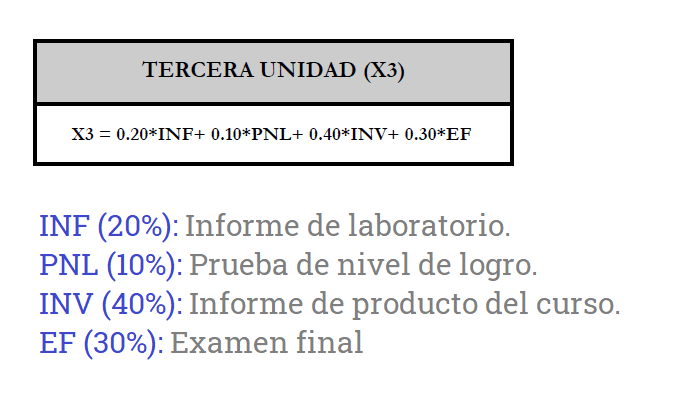 TERCERA UNIDAD (X3)
X3 = 0.20*INF+ 0.10*PNL+ 0.40*INV+ 0.30*EF
INF (20%): Informe de laboratorio.
PNL (10%): Prueba de nivel de logro.
INV (40%): Informe de producto del curso.
EF (30%): Examen final